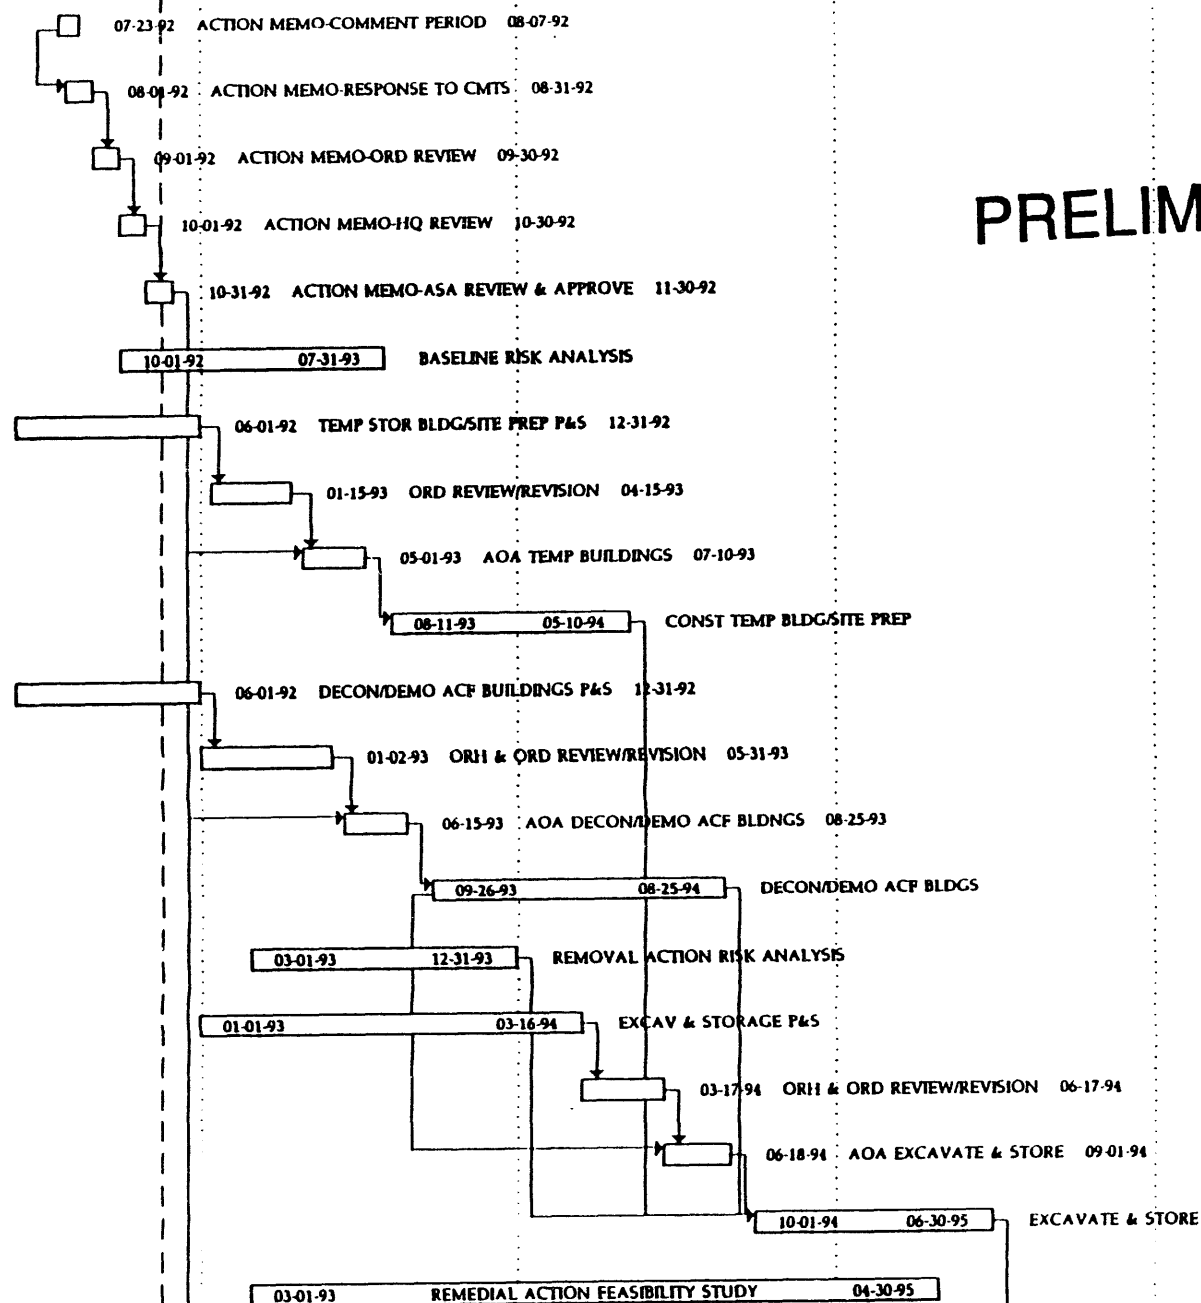 07-23-92 ACTION MEMO-COMMENT PERIOD 08-07-92
08-01-92 ACTION MEMO-RESPONSE TO CMTS 08-31-92
09-01-92 ACTION MEMO-ORD REVIEW 09-30-92
PRELIM
10-01-92 ACTION MEMO-HQ REVIEW 10-30-92
10-31-92 ACTION MEMO-ASA REVIEW & APPROVE 11-30-92
10-01-92 07-31-93 BASELINE RISK ANALYSIS
06-01-92 TEMP STOR BLDG/SITE PREP P&S 12-31-92
01-15-93 ORD REVIEW/REVISION 04-15-93
05-01-93 AOA TEMP BUILDINGS 07-10-93
08-11-93 05-10-94 CONST TEMP BLDG/SITE PREP
06-01-92 DECON/DEMO ACF BUILDINGS P&S 12-31-92
01-02-93 ORH & ORD REVIEW/REVISION 05-31-93
06-15-93 AOA DECON/DEMO ACF BLDNGS 08-25-93
09-26-93 08-25-94 DECON/DEMO ACF BLDGS
03-01-93 12-31-93 REMOVAL ACTION RISK ANALYSIS
01-01-93 03-16-94 EXCAV & STORAGE P&S
03-17-94 ORH & ORD REVIEW/REVISION 06-17-94
06-18-94 AOA EXCAVATE & STORE 09-01-94
10-01-94 06-30-95 EXCAVATE & STORE
03-01-93 REMEDIAL ACTION FEASIBILITY STUDY 04-30-95